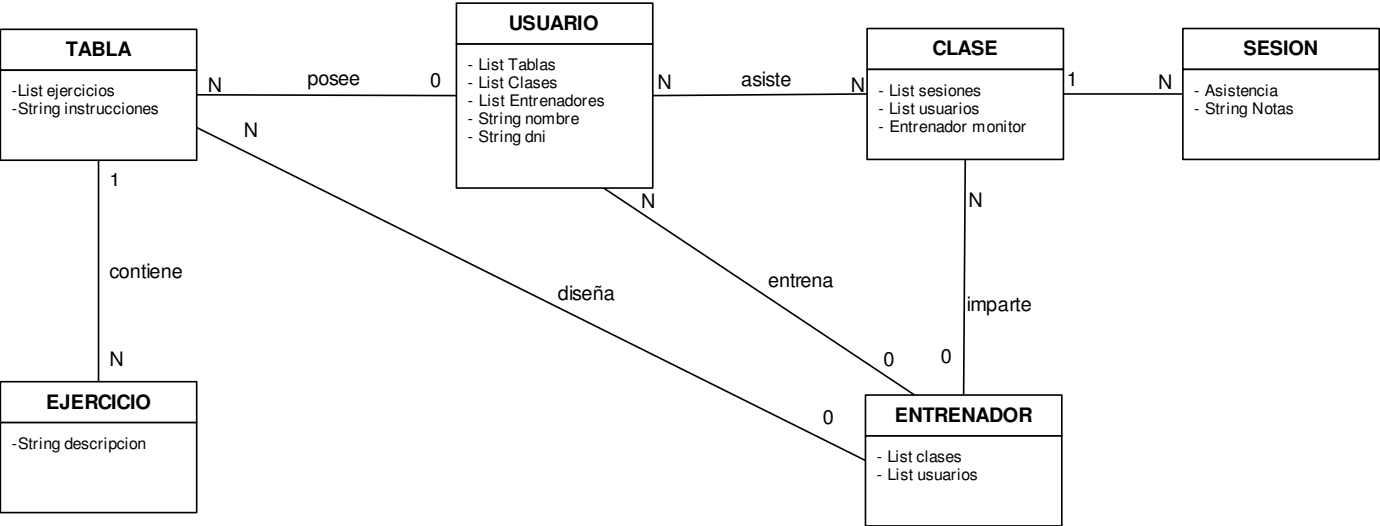 TABLA
-List ejercicios
-String instrucciones
N
posee
0
USUARIO
- List Tablas
- List Clases
- List Entrenadores
- String nombre
- String dni
N
asiste
N
CLASE
- List sesiones
- List usuarios
- Entrenador monitor
1
N
SESION
- Asistencia
- String Notas
N
1
N
N
contiene
diseña
entrena
imparte
N
0
0
0
EJERCICIO
-String descripcion
ENTRENADOR
- List clases
- List usuarios